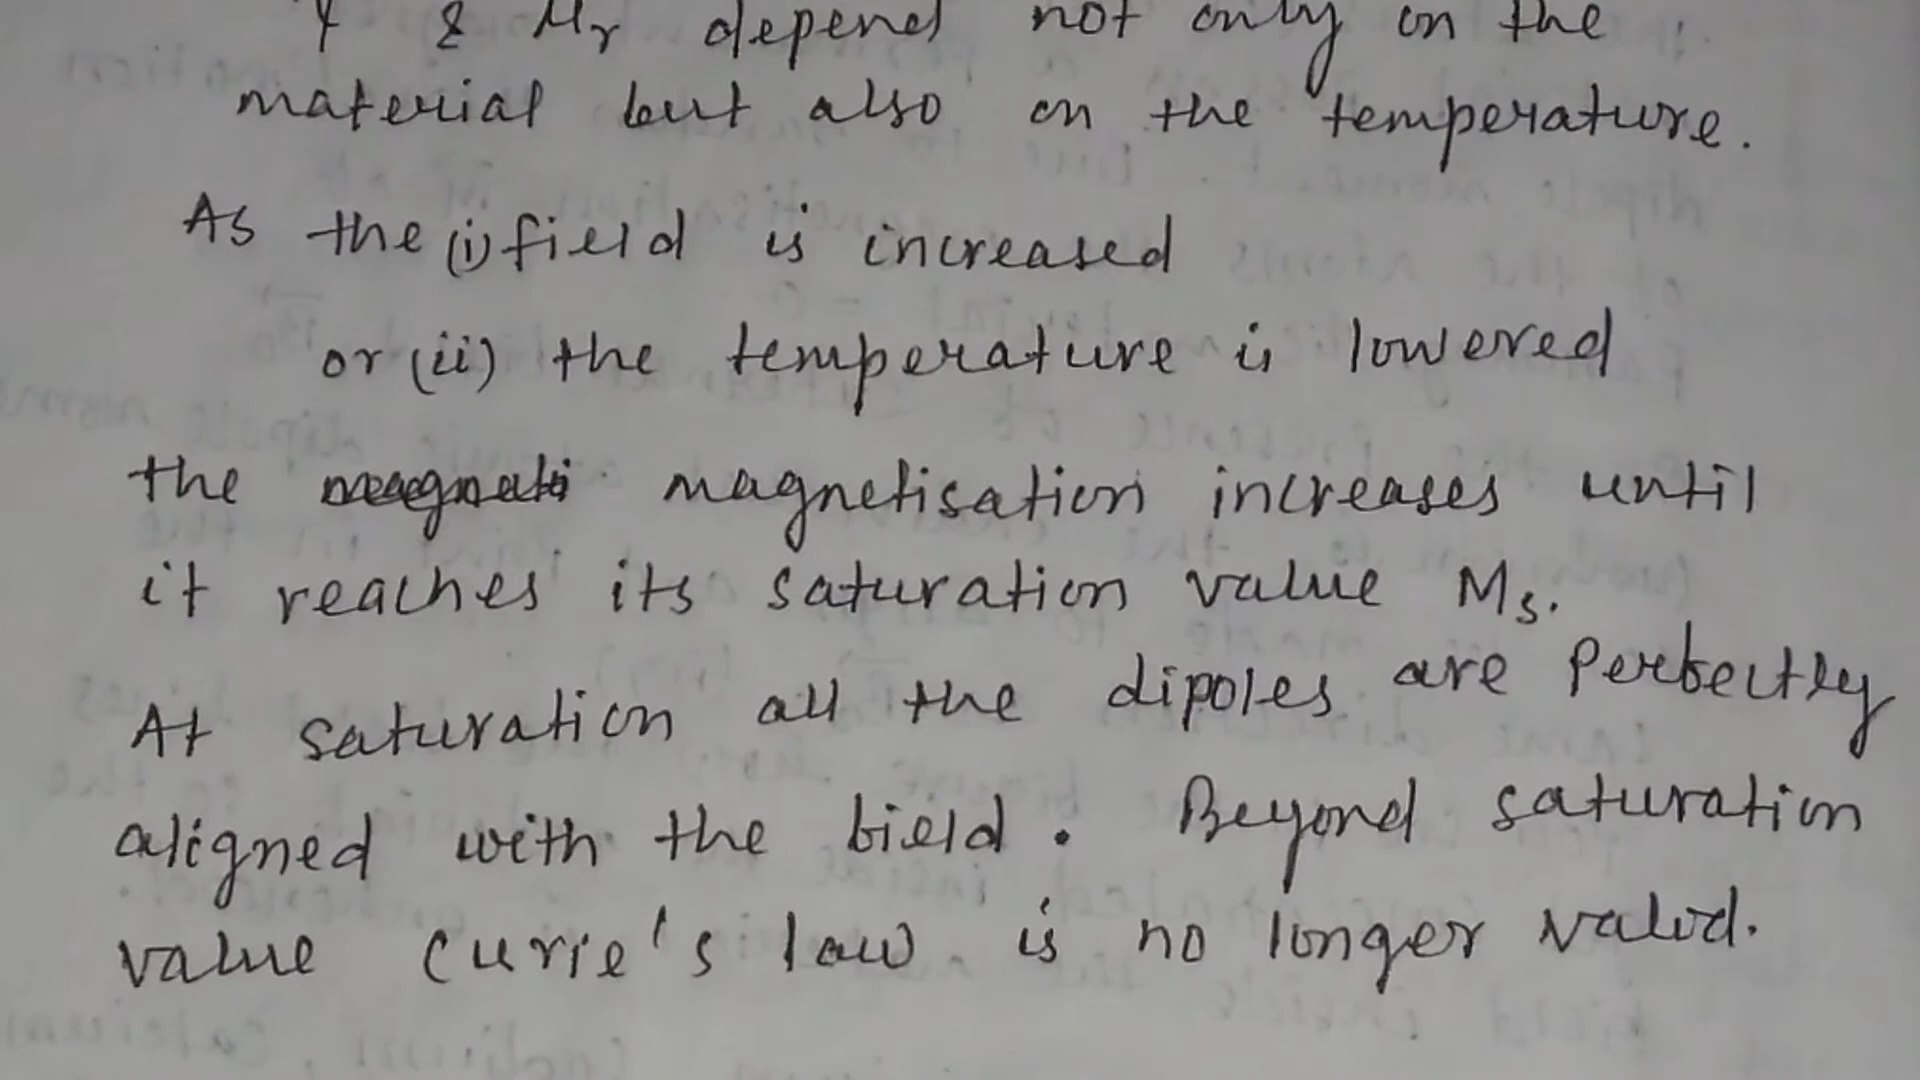 & μr depend not only on the
material but also on the temperature.
As the (i) field is increased
or (ii) the temperature is lowered
the magnetisation increases until
it reaches its saturation value Ms.
At saturation all the dipoles are perfectly
aligned with the field. Beyond saturation
value Curie's law is no longer valid.